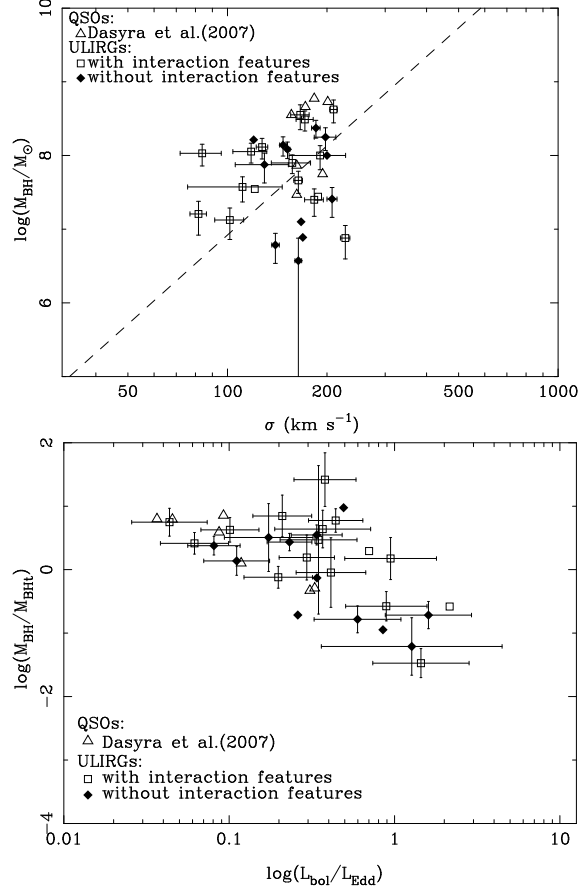 10
QSOs:
Dasyra et al.(2007)
ULIRGs:
with interaction features
without interaction features
log(M_BH/M_⊙)
8
6
50 100 200 500 1000
σ (km s⁻¹)
2
0
log(M_BH/M_BHt)
−2
QSOs:
Dasyra et al.(2007)
ULIRGs:
with interaction features
without interaction features
−4
0.01 0.1 1 10
log(L_bol/L_Edd)